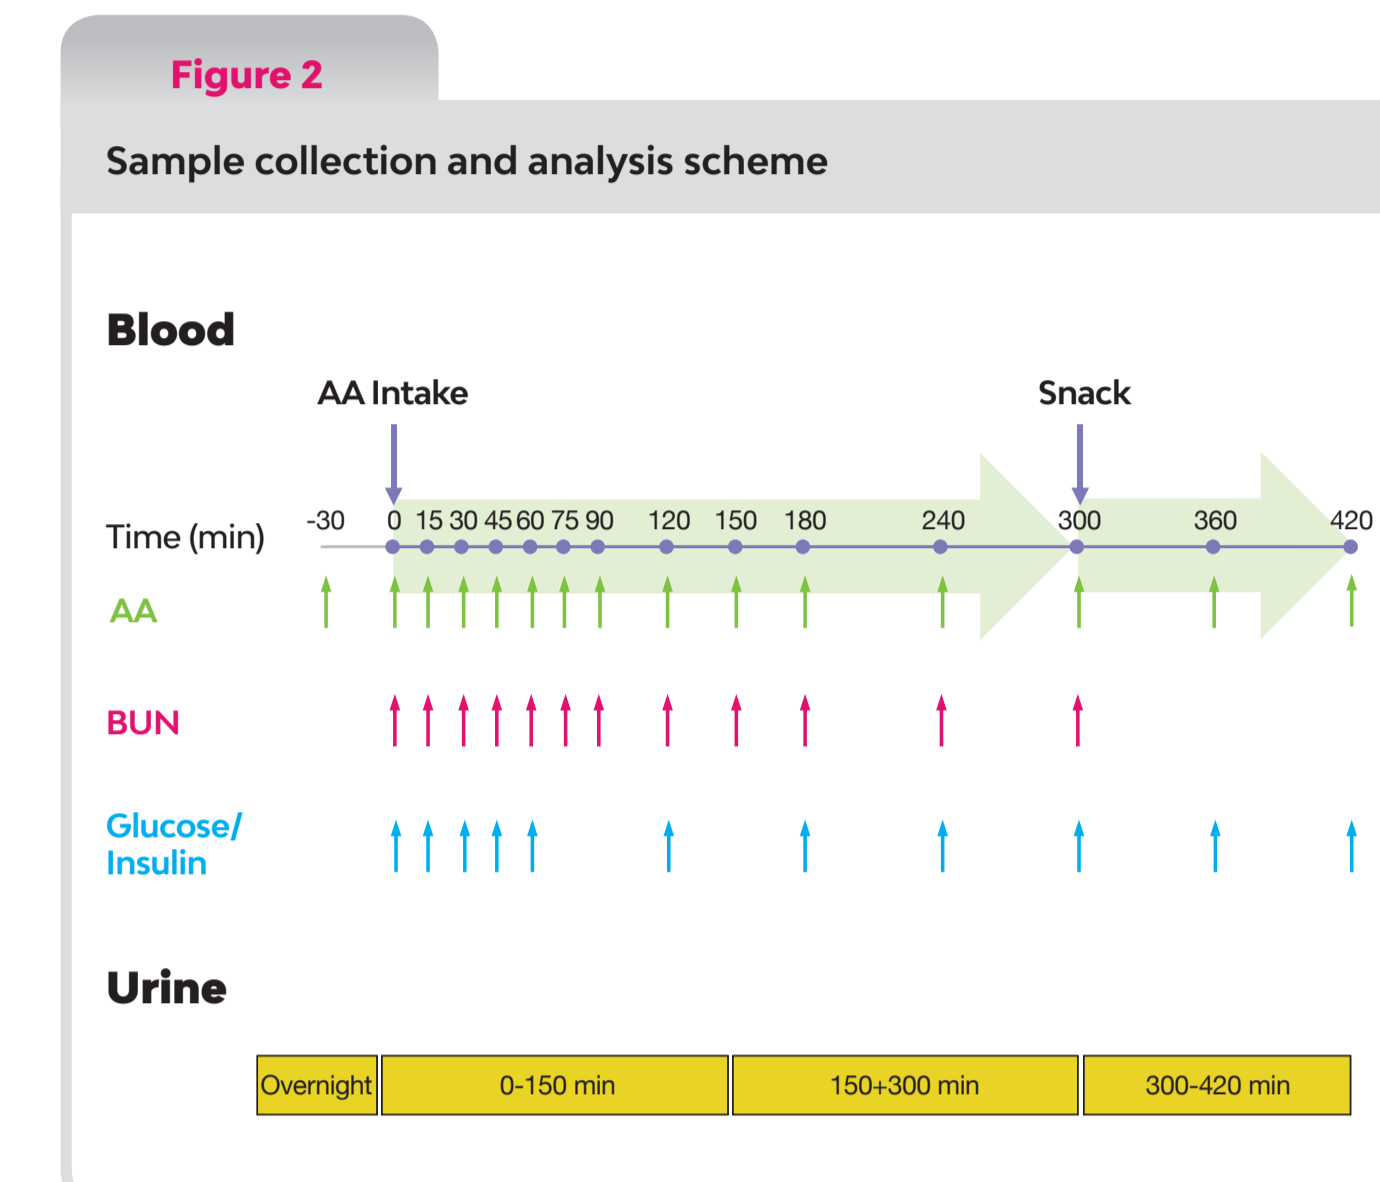 Figure 2
Sample collection and analysis scheme
Blood
AA Intake
Snack
Time (min)
-30 0 15 30 45 60 75 90 120 150 180 240 300 360 420
AA
BUN
Glucose/
Insulin
Urine
Overnight 0-150 min 150+300 min 300-420 min